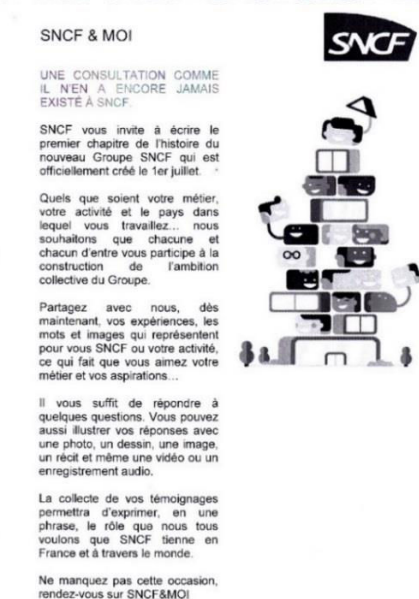 SNCF & MOI
SNCF
UNE CONSULTATION COMME
IL N'EN A ENCORE JAMAIS
EXISTÉ À SNCF.
SNCF vous invite à écrire le
premier chapitre de l'histoire du
nouveau Groupe SNCF qui est
officiellement créé le 1er juillet.
Quels que soient votre métier,
votre activité et le pays dans
lequel vous travaillez... nous
souhaitons que chacune et
chacun d'entre vous participe à la
construction de l'ambition
collective du Groupe.
Partagez avec nous, dès
maintenant, vos expériences, les
mots et images qui représentent
pour vous SNCF ou votre activité,
ce qui fait que vous aimez votre
métier et vos aspirations...
Il vous suffit de répondre à
quelques questions. Vous pouvez
aussi illustrer vos réponses avec
une photo, un dessin, une image,
un récit et même une vidéo ou un
enregistrement audio.
La collecte de vos témoignages
permettra d'exprimer, en une
phrase, le rôle que nous tous
voulons que SNCF tienne en
France et à travers le monde.
Ne manquez pas cette occasion,
rendez-vous sur SNCF&MOI